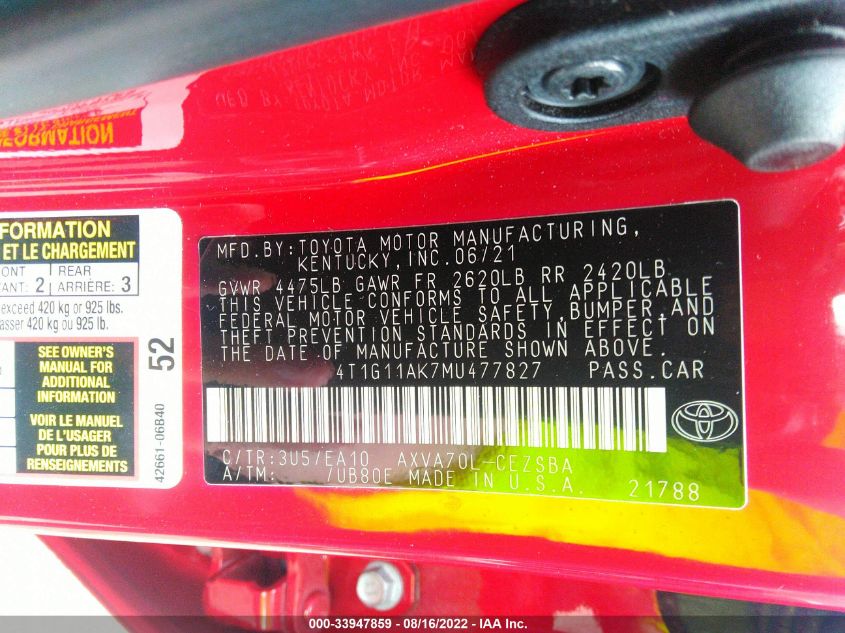 FORMATION
FORMATION
ET LE CHARGEMENT
ONT
CANT: 2
REAR
ARRIÈRE: 3
exceed 420 kg or 925 lbs.
asser 420 kg ou 925 lb.
SEE OWNER'S
MANUAL FOR
ADDITIONAL
INFORMATION
VOIR LE MANUEL
DE L'USAGER
POUR PLUS DE
RENSEIGNEMENTS
52
42661-06B40
MFD.BY:TOYOTA MOTOR MANUFACTURING,
KENTUCKY,INC.06/21
GVWR 4475LB GAWR FR 2620LB RR 2420LB
THIS VEHICLE CONFORMS TO ALL APPLICABLE
FEDERAL MOTOR VEHICLE SAFETY,BUMPER,AND
THEFT PREVENTION STANDARDS IN EFFECT ON
THE DATE OF MANUFACTURE SHOWN ABOVE.
4T1G11AK7MU477827 PASS.CAR
C/TR:3U5/EA10 AXVA70L-CEZSBA
A/TM: /UB80E MADE IN U.S.A. 21788
000-33947859 - 08/16/2022 - IAA Inc.